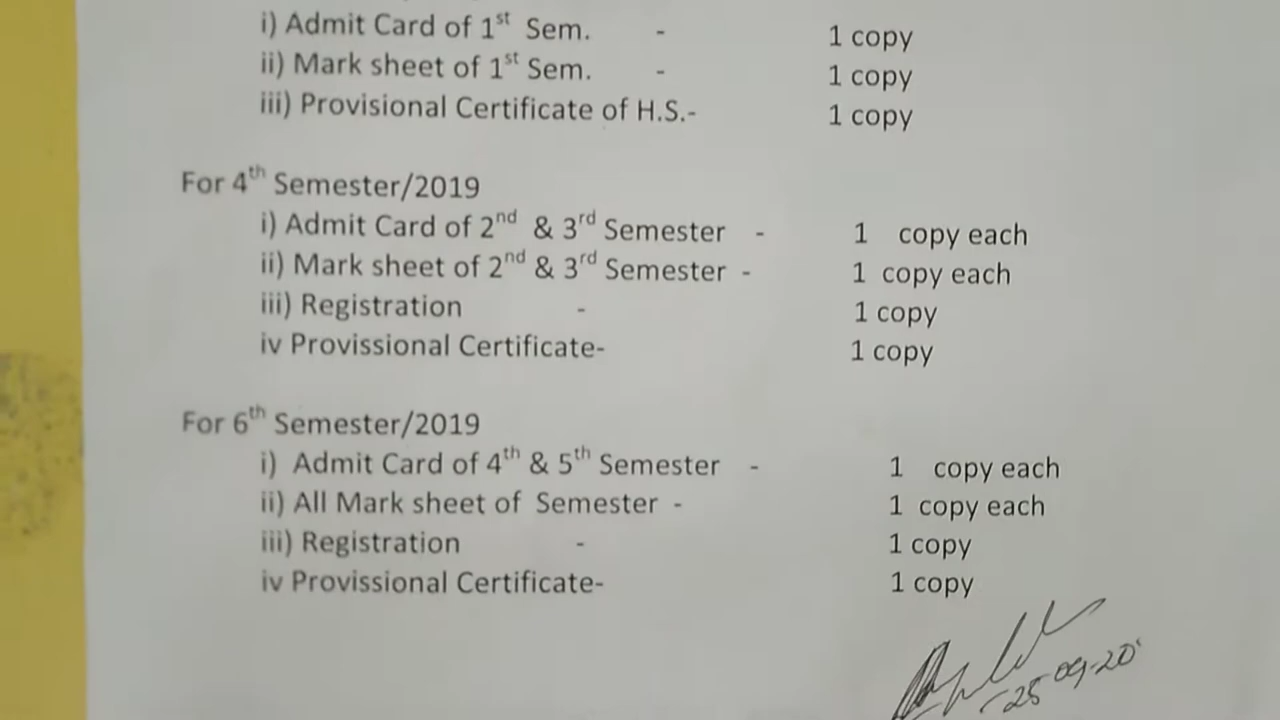 i) Admit Card of 1st Sem. - 1 copy
ii) Mark sheet of 1st Sem. - 1 copy
iii) Provisional Certificate of H.S.- 1 copy
For 4th Semester/2019
i) Admit Card of 2nd & 3rd Semester - 1 copy each
ii) Mark sheet of 2nd & 3rd Semester - 1 copy each
iii) Registration - 1 copy
iv Provissional Certificate- 1 copy
For 6th Semester/2019
i) Admit Card of 4th & 5th Semester - 1 copy each
ii) All Mark sheet of Semester - 1 copy each
iii) Registration - 1 copy
iv Provissional Certificate- 1 copy
25-09-20